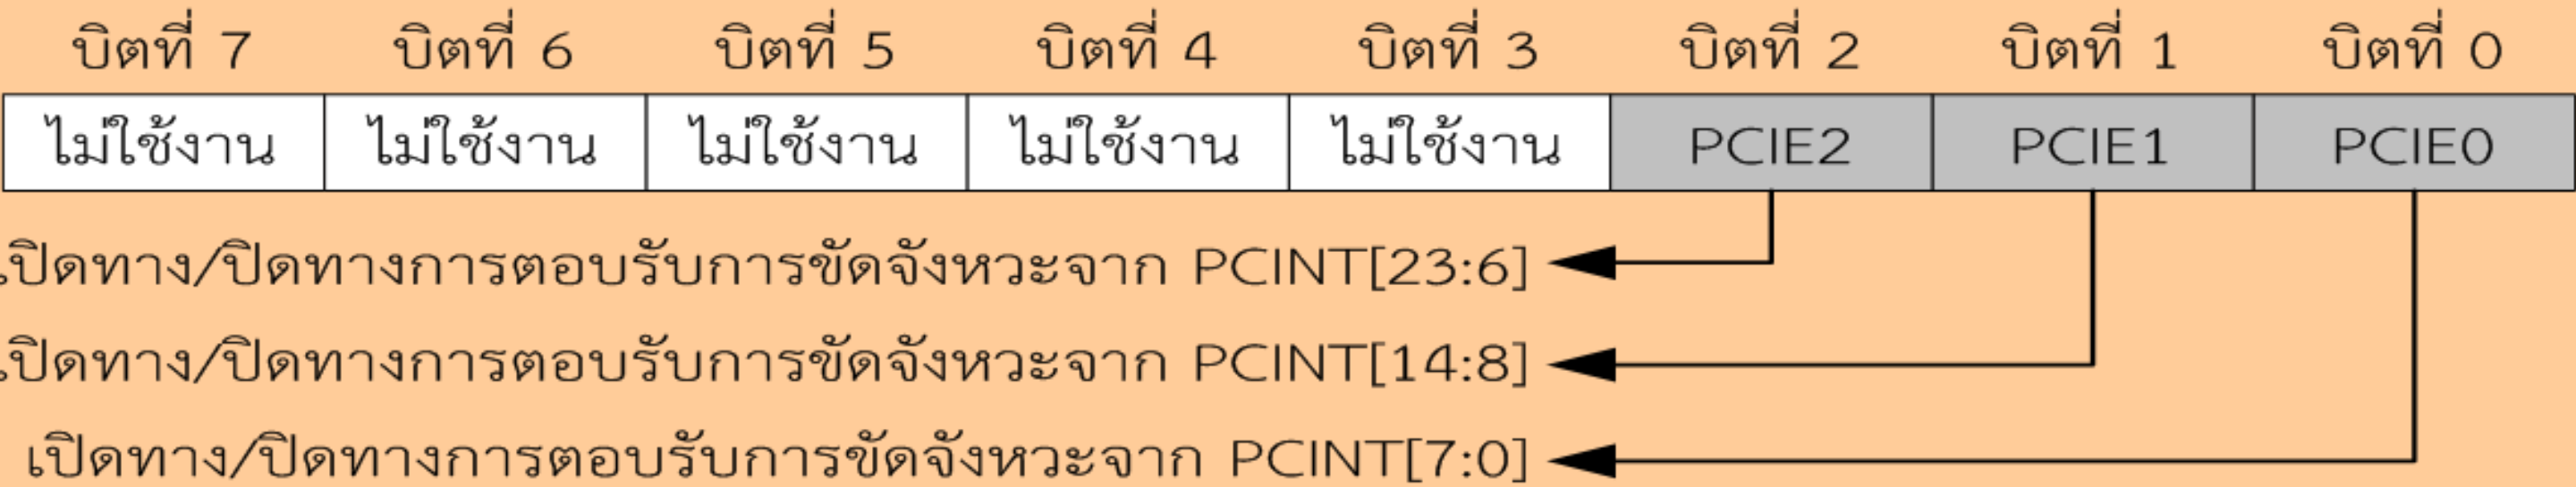 บิตที่ 7 บิตที่ 6 บิตที่ 5 บิตที่ 4 บิตที่ 3 บิตที่ 2 บิตที่ 1 บิตที่ 0
ไม่ใช้งาน ไม่ใช้งาน ไม่ใช้งาน ไม่ใช้งาน ไม่ใช้งาน PCIE2 PCIE1 PCIE0
เปิดทาง/ปิดทางการตอบรับการขัดจังหวะจาก PCINT[23:6]
เปิดทาง/ปิดทางการตอบรับการขัดจังหวะจาก PCINT[14:8]
เปิดทาง/ปิดทางการตอบรับการขัดจังหวะจาก PCINT[7:0]